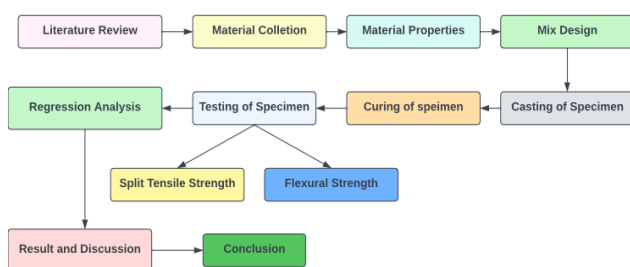 Literature Review
Material Colletion
Material Properties
Mix Design
Regression Analysis
Testing of Specimen
Curing of speimen
Casting of Specimen
Split Tensile Strength
Flexural Strength
Result and Discussion
Conclusion